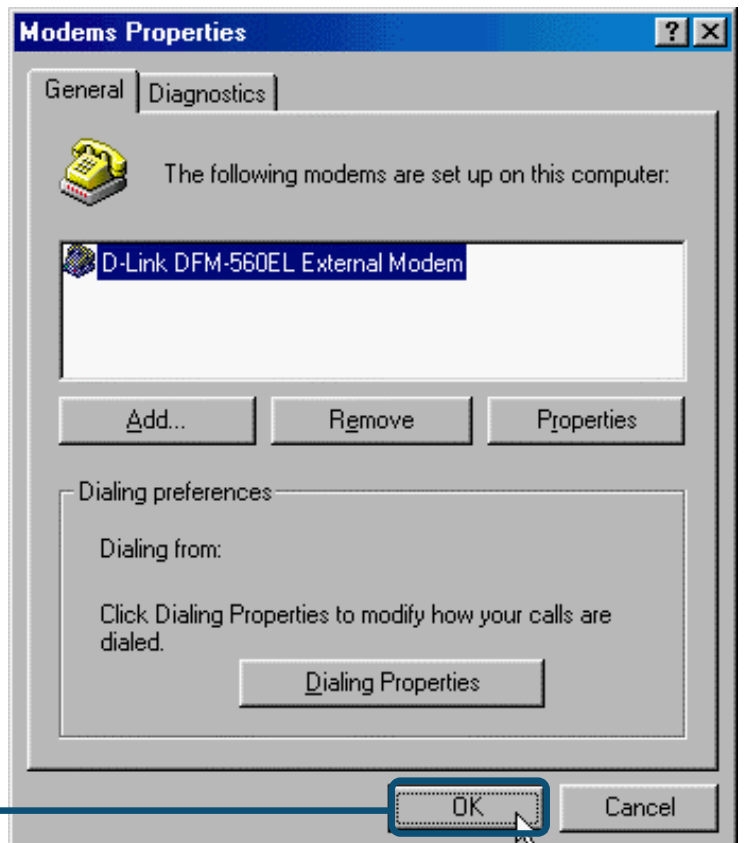 Modems Properties
General Diagnostics
The following modems are set up on this computer:
D-Link DFM-560EL External Modem
Add... Remove Properties
Dialing preferences
Dialing from:
Click Dialing Properties to modify how your calls are
dialed.
Dialing Properties
OK Cancel